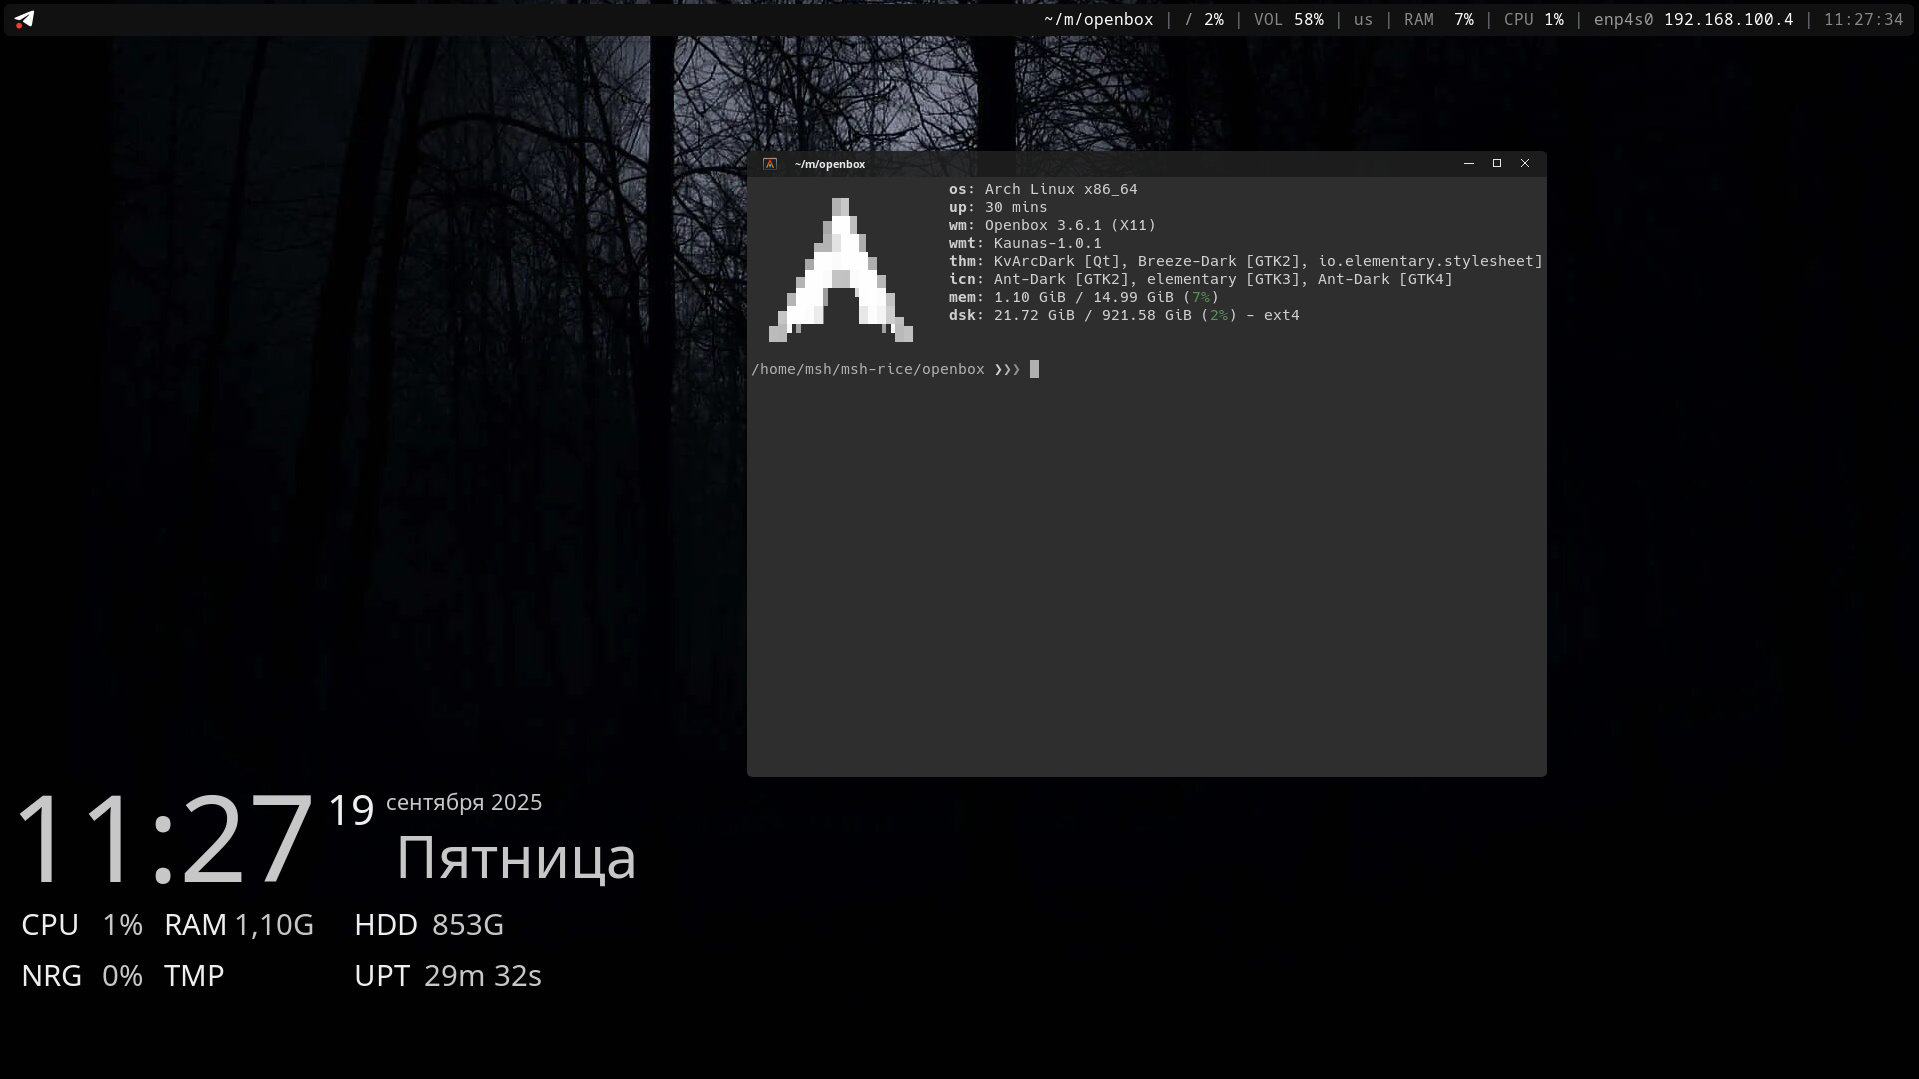 ~/m/openbox | / 2% | VOL 58% | us | RAM 7% | CPU 1% | enp4s0 192.168.100.4 | 11:27:34
~/m/openbox
os: Arch Linux x86_64
up: 30 mins
wm: Openbox 3.6.1 (X11)
wmt: Kaunas-1.0.1
thm: KvArcDark [Qt], Breeze-Dark [GTK2], io.elementary.stylesheet]
icn: Ant-Dark [GTK2], elementary [GTK3], Ant-Dark [GTK4]
mem: 1.10 GiB / 14.99 GiB (7%)
dsk: 21.72 GiB / 921.58 GiB (2%) - ext4
/home/msh/msh-rice/openbox ❯❯❯
11:27 19 сентября 2025
Пятница
CPU 1% RAM 1,10G HDD 853G
NRG 0% TMP UPT 29m 32s